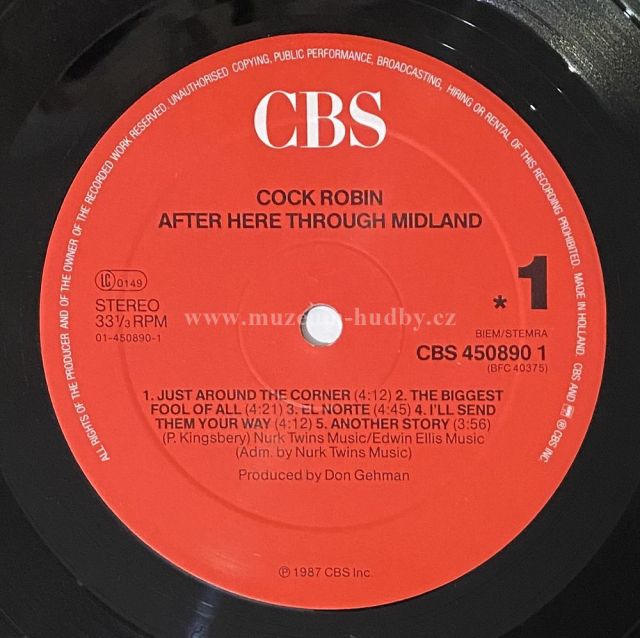 ALL RIGHTS OF THE PRODUCER AND OF THE OWNER OF THE RECORDED WORK RESERVED. UNAUTHORISED COPYING, PUBLIC PERFORMANCE, BROADCASTING, HIRING OR RENTAL OF THIS RECORDING PROHIBITED. MADE IN HOLLAND. CBS AND ℗ © CBS INC.
CBS
COCK ROBIN
AFTER HERE THROUGH MIDLAND
LC 0149
STEREO
33⅓ RPM
01-450890-1
* 1
www.muzeum-hudby.cz
BIEM/STEMRA
CBS 450890 1
(BFC 40375)
1. JUST AROUND THE CORNER (4:12) 2. THE BIGGEST
FOOL OF ALL (4:21) 3. EL NORTE (4:45) 4. I'LL SEND
THEM YOUR WAY (4:12) 5. ANOTHER STORY (3:56)
(P. Kingsbery) Nurk Twins Music/Edwin Ellis Music
(Adm. by Nurk Twins Music)
Produced by Don Gehman
℗ 1987 CBS Inc.